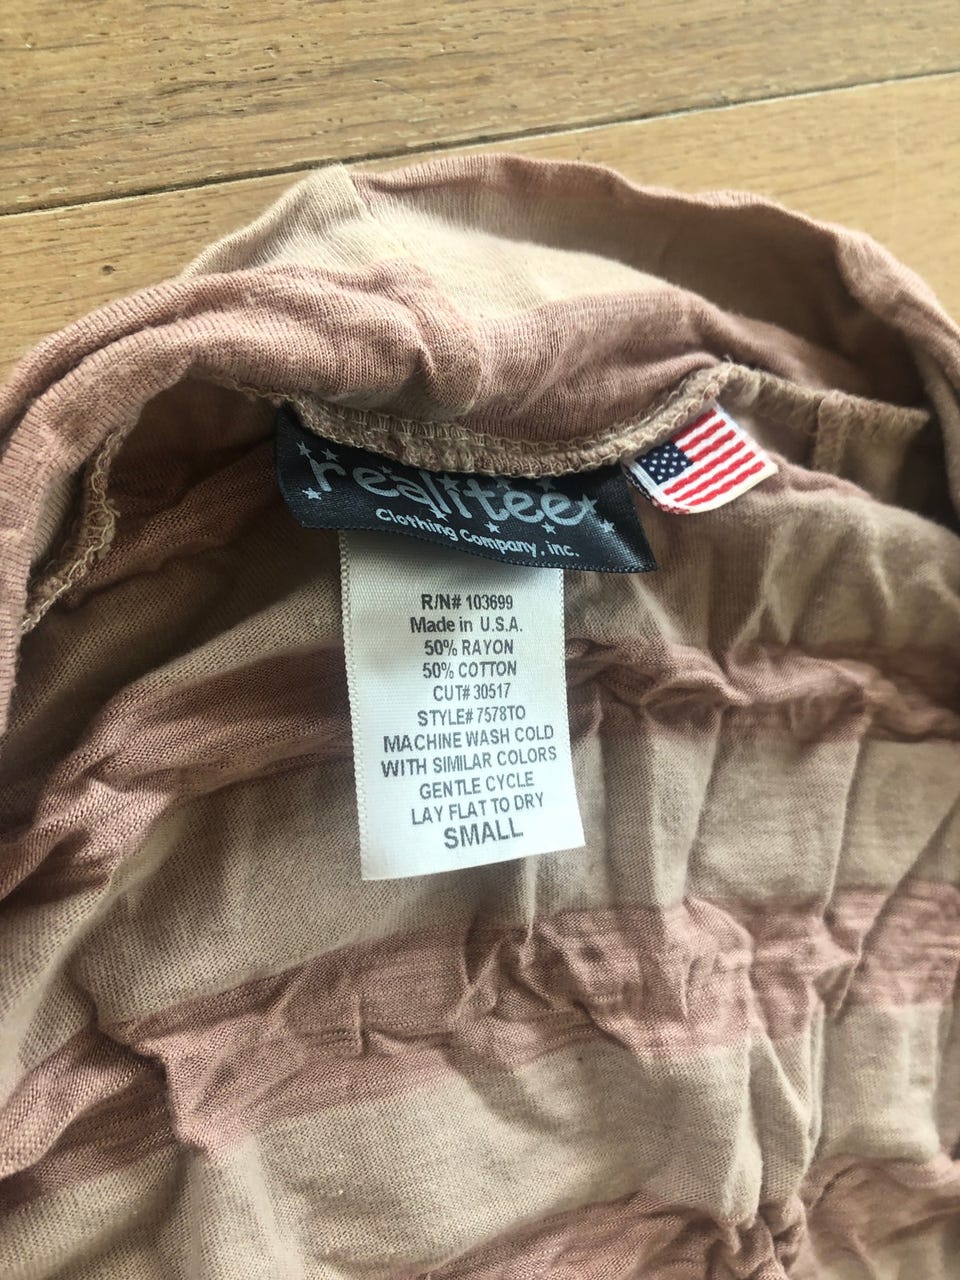 realitee
Clothing Company, inc.
R/N# 103699
Made in U.S.A.
50% RAYON
50% COTTON
CUT# 30517
STYLE# 7578TO
MACHINE WASH COLD
WITH SIMILAR COLORS
GENTLE CYCLE
LAY FLAT TO DRY
SMALL